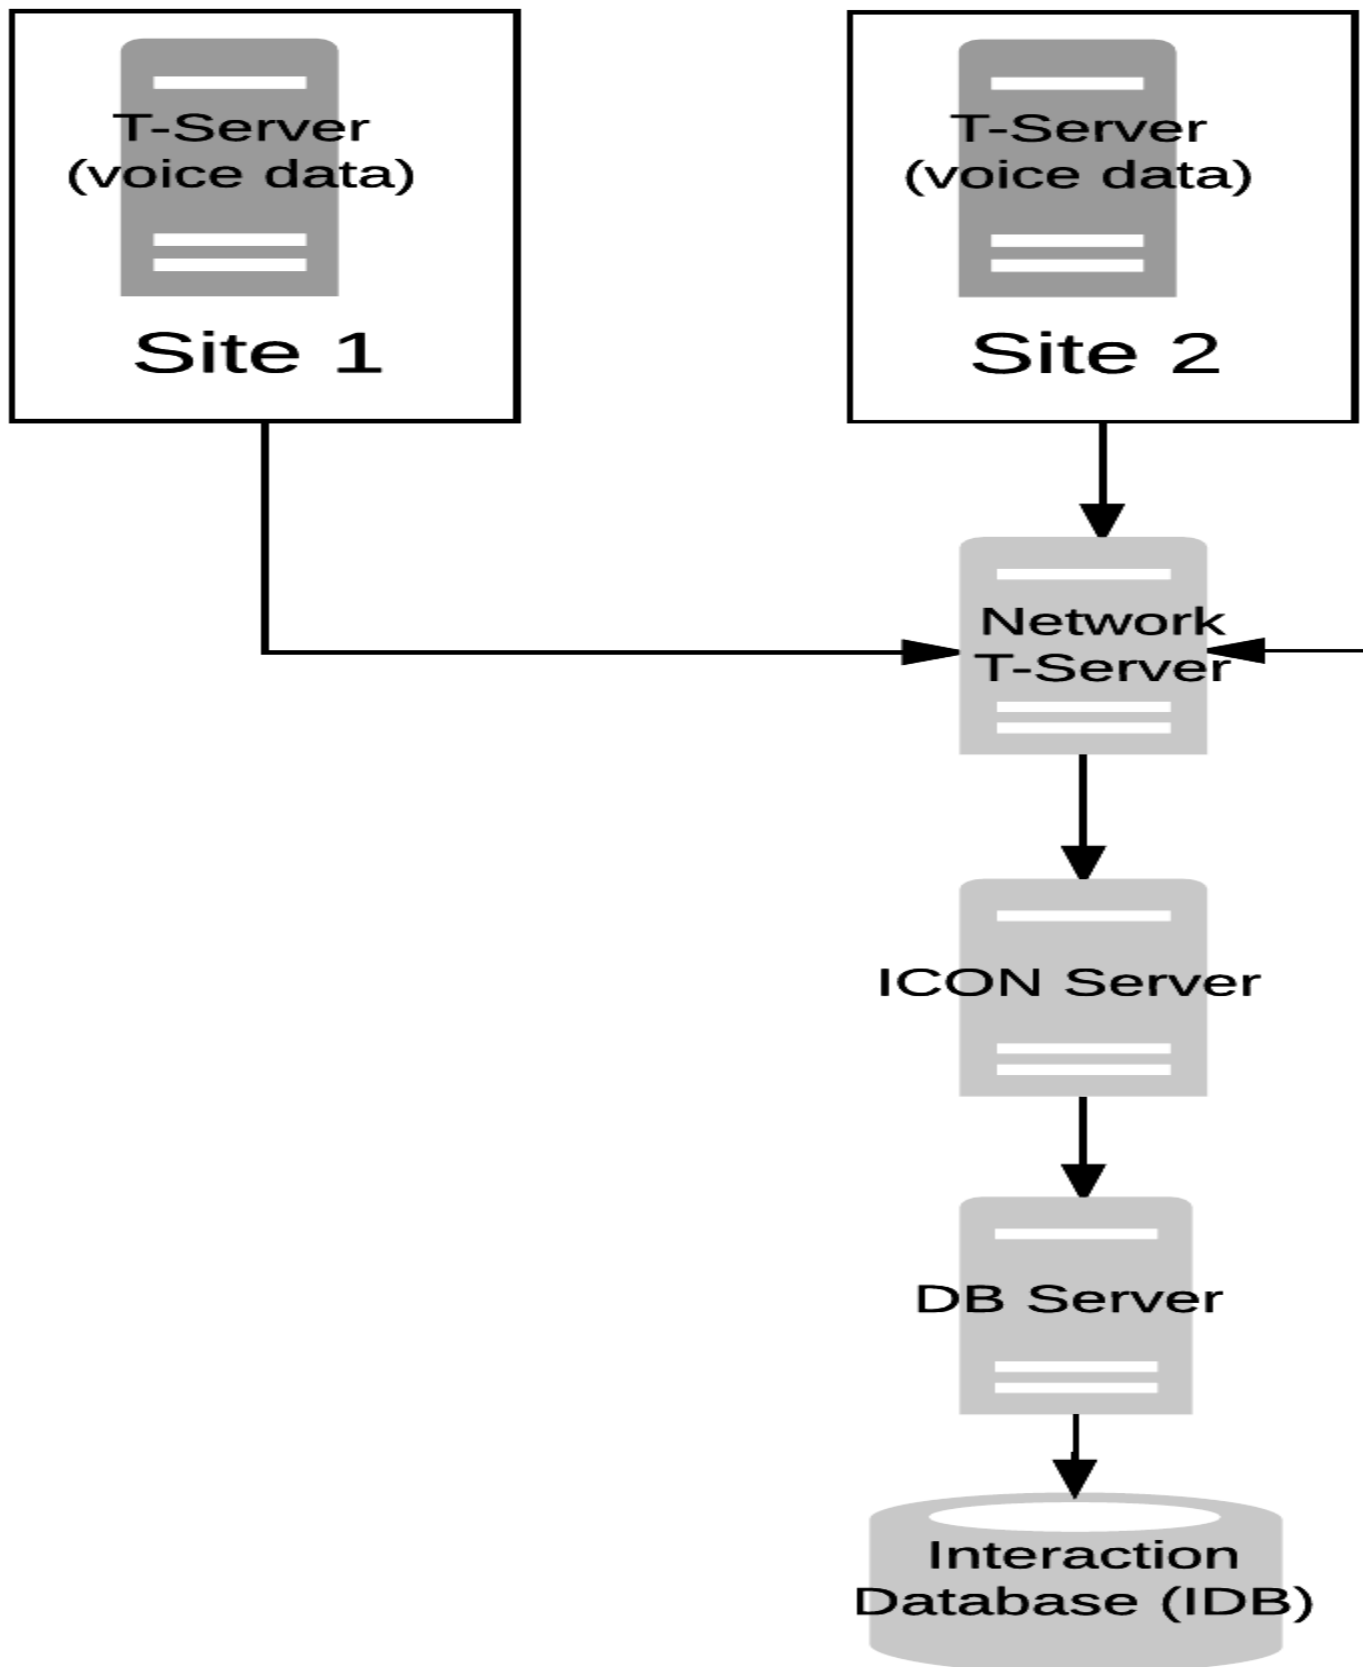 T-Server
(voice data)
Site 1
T-Server
(voice data)
Site 2
Network
T-Server
ICON Server
DB Server
Interaction
Database (IDB)